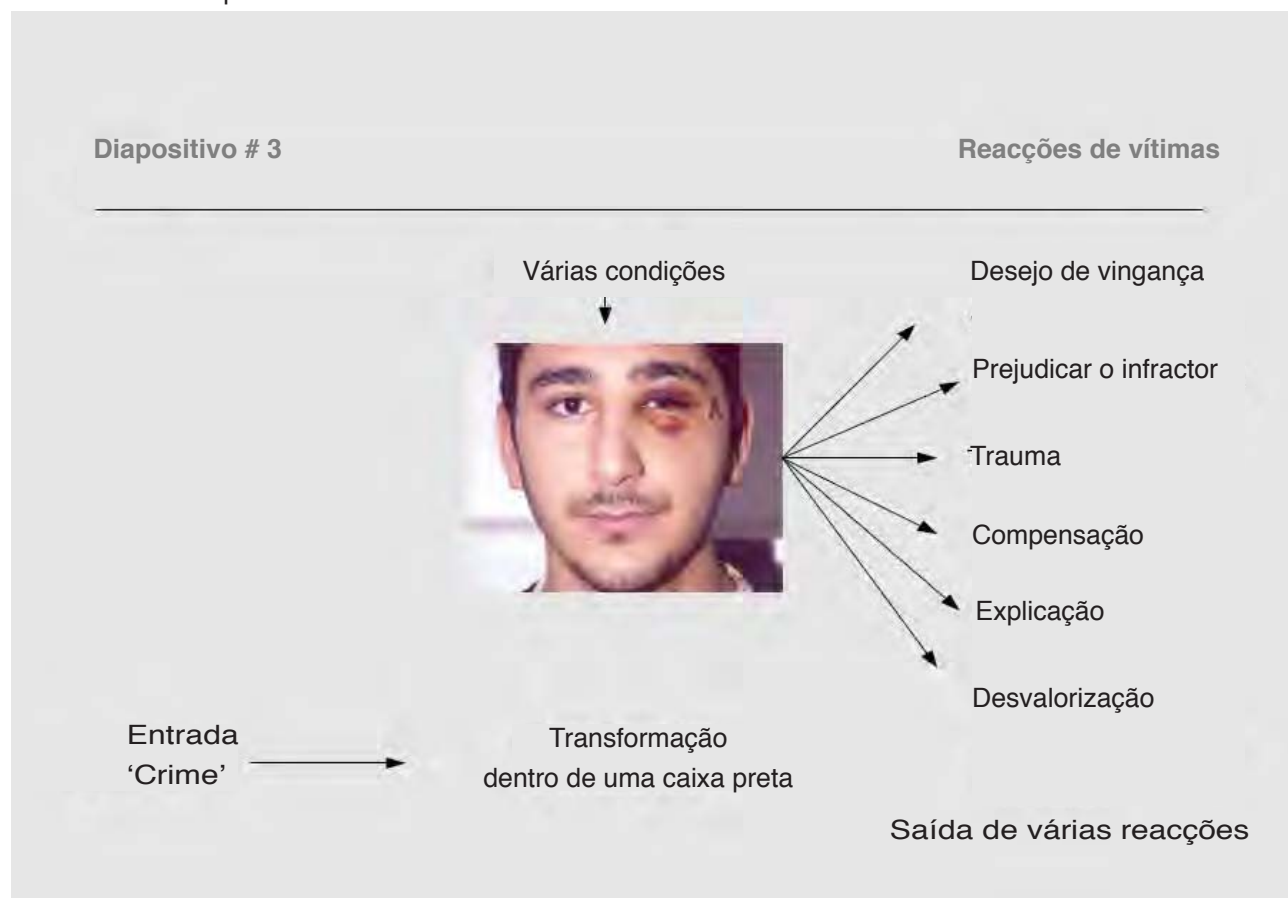 Diapositivo # 3
Reacções de vítimas
Várias condições
Desejo de vingança
Prejudicar o infractor
Trauma
Compensação
Explicação
Desvalorização
Entrada
‘Crime’
Transformação
dentro de uma caixa preta
Saída de várias reacções